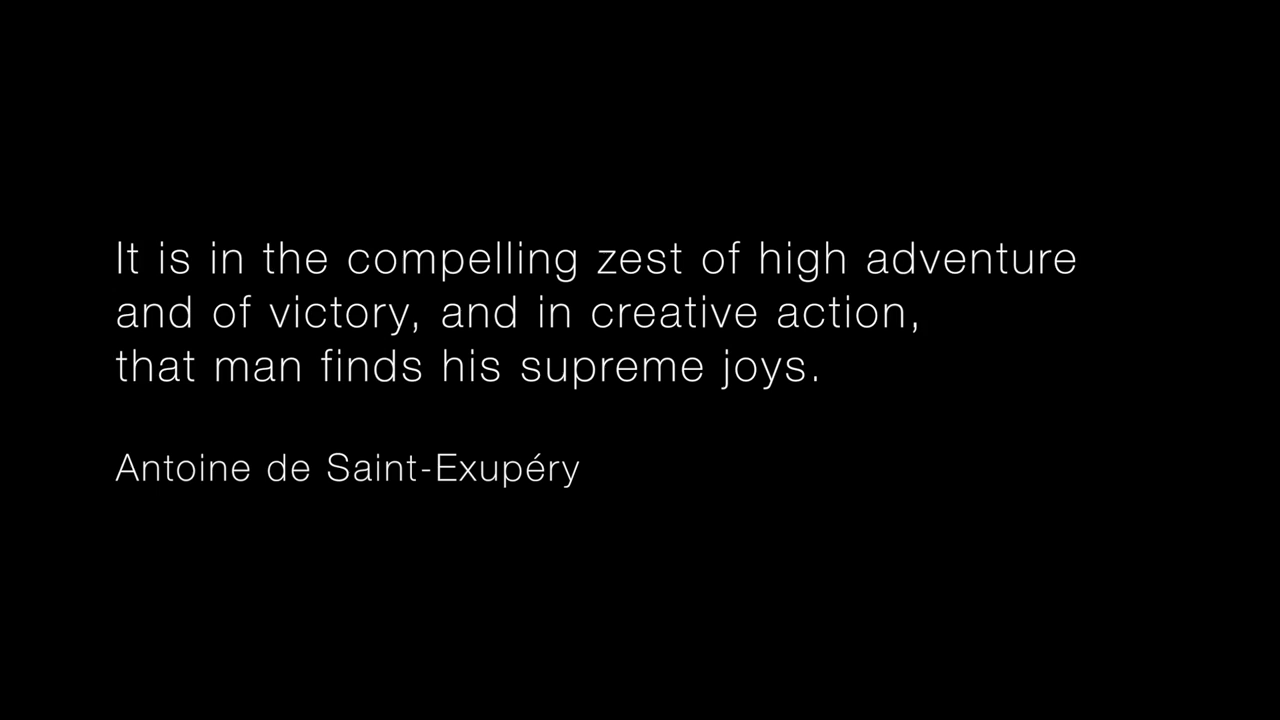 It is in the compelling zest of high adventure
and of victory, and in creative action,
that man finds his supreme joys.
Antoine de Saint-Exupéry